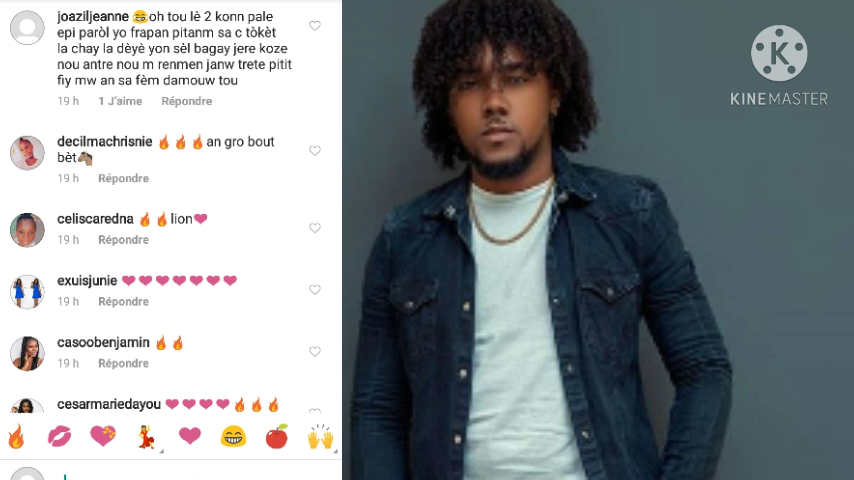 joaziljeanne 😂oh tou lè 2 konn pale
epi paròl yo frapan pitanm sa c tòkèt
la chay la dèyè yon sèl bagay jere koze
nou antre nou m renmen janw trete pitit
fiy mw an sa fèm damouw tou
19 h 1 J'aime Répondre
decilmachrisnie 🔥🔥🔥an gro bout
bèt🐴
19 h Répondre
celiscaredna 🔥🔥lion❤
19 h Répondre
exuisjunie ❤❤❤❤❤❤❤
19 h Répondre
casoobenjamin 🔥🔥
19 h Répondre
cesarmariedayou ❤❤❤❤🔥🔥🔥
K
KINEMASTER